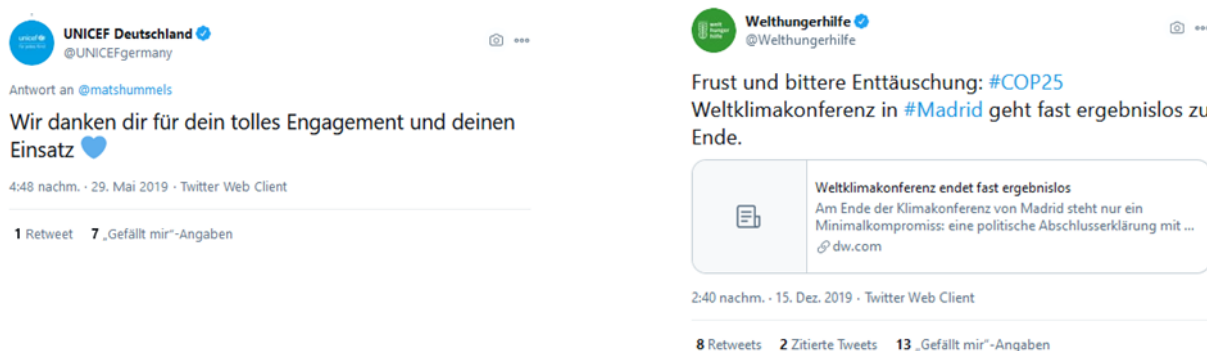 UNICEF Deutschland
@UNICEFgermany
Antwort an @matshummels
Wir danken dir für dein tolles Engagement und deinen
Einsatz 💙
4:48 nachm. · 29. Mai 2019 · Twitter Web Client
1 Retweet 7 „Gefällt mir“-Angaben
welt
hunger
hilfe
Welthungerhilfe
@Welthungerhilfe
Frust und bittere Enttäuschung: #COP25
Weltklimakonferenz in #Madrid geht fast ergebnislos zu
Ende.
Weltklimakonferenz endet fast ergebnislos
Am Ende der Klimakonferenz von Madrid steht nur ein
Minimalkompromiss: eine politische Abschlusserklärung mit ...
dw.com
2:40 nachm. · 15. Dez. 2019 · Twitter Web Client
8 Retweets 2 Zitierte Tweets 13 „Gefällt mir“-Angaben